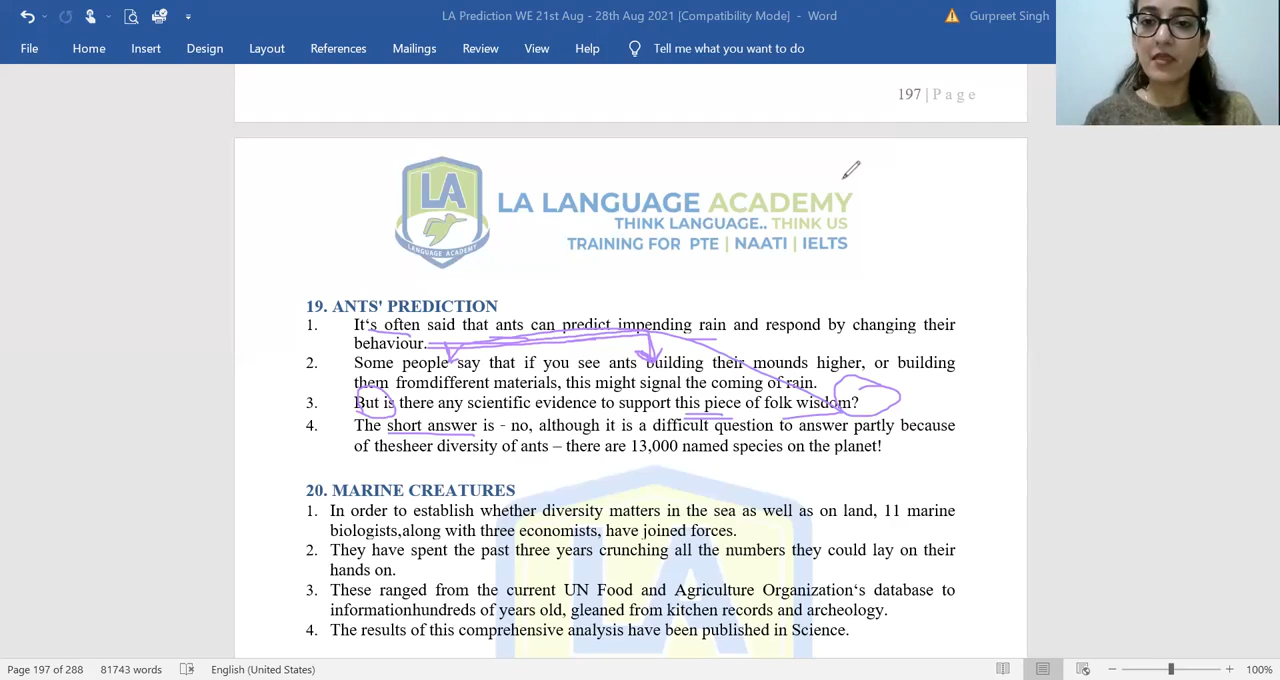 LA Prediction WE 21st Aug - 28th Aug 2021 [Compatibility Mode] - Word
Gurpreet Singh
File Home Insert Design Layout References Mailings Review View Help Tell me what you want to do
197 | P a g e
LA
LANGUAGE ACADEMY
LA LANGUAGE ACADEMY
THINK LANGUAGE.. THINK US
TRAINING FOR PTE | NAATI | IELTS
19. ANTS' PREDICTION
1. It‘s often said that ants can predict impending rain and respond by changing their
behaviour.
2. Some people say that if you see ants building their mounds higher, or building
them fromdifferent materials, this might signal the coming of rain.
3. But is there any scientific evidence to support this piece of folk wisdom?
4. The short answer is - no, although it is a difficult question to answer partly because
of thesheer diversity of ants – there are 13,000 named species on the planet!
20. MARINE CREATURES
1. In order to establish whether diversity matters in the sea as well as on land, 11 marine
biologists,along with three economists, have joined forces.
2. They have spent the past three years crunching all the numbers they could lay on their
hands on.
3. These ranged from the current UN Food and Agriculture Organization‘s database to
informationhundreds of years old, gleaned from kitchen records and archeology.
4. The results of this comprehensive analysis have been published in Science.
LA
Page 197 of 288 81743 words English (United States) 100%